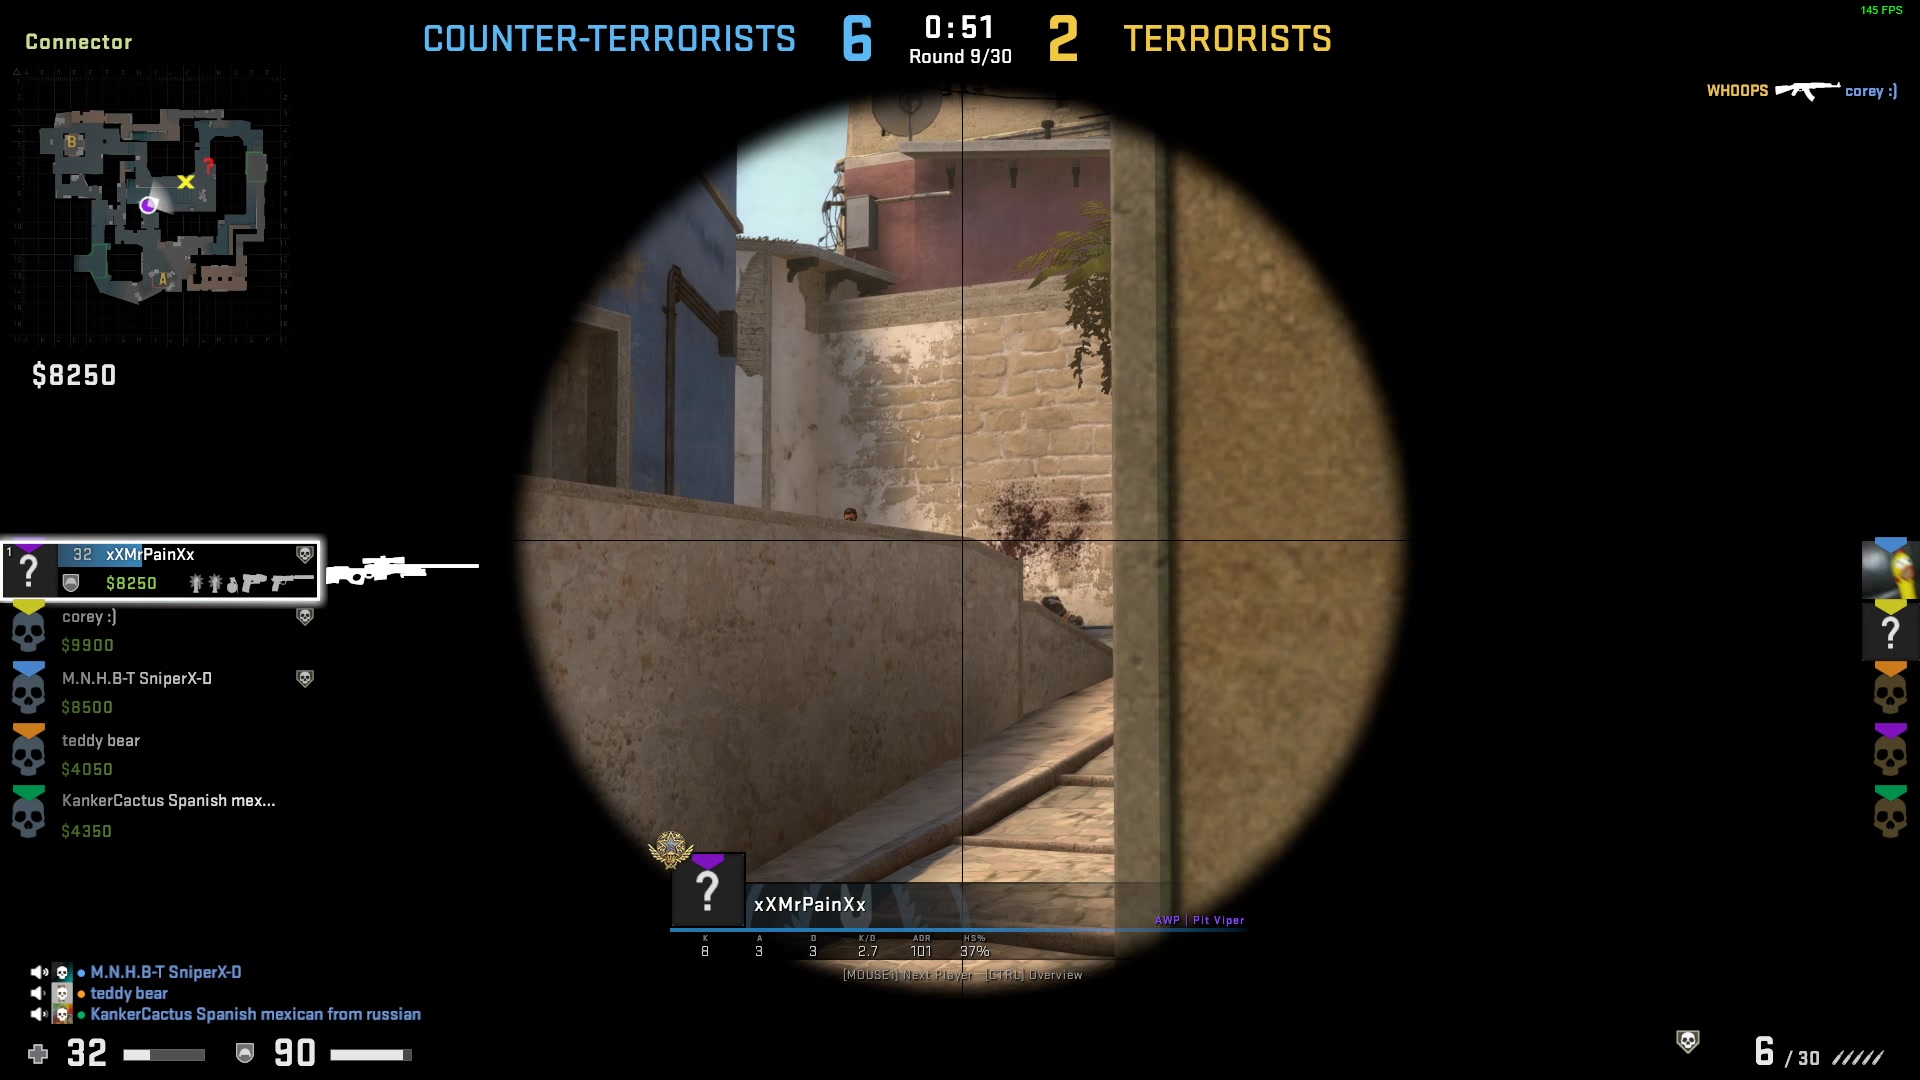 145 FPS
Connector
COUNTER-TERRORISTS 6 0:51 2 TERRORISTS
Round 9/30
WHOOPS corey :)
B
A
$8250
1 ? 32 xXMrPainXx
$8250
corey :)
$9900
M.N.H.B-T SniperX-D
$8500
teddy bear
$4050
KankerCactus Spanish mex...
$4350
?
? xXMrPainXx
AWP | Pit Viper
K A D K/D ADR HS%
8 3 3 2.7 101 37%
[MOUSE1] Next Player [CTRL] Overview
M.N.H.B-T SniperX-D
teddy bear
KankerCactus Spanish mexican from russian
32 90
6 / 30